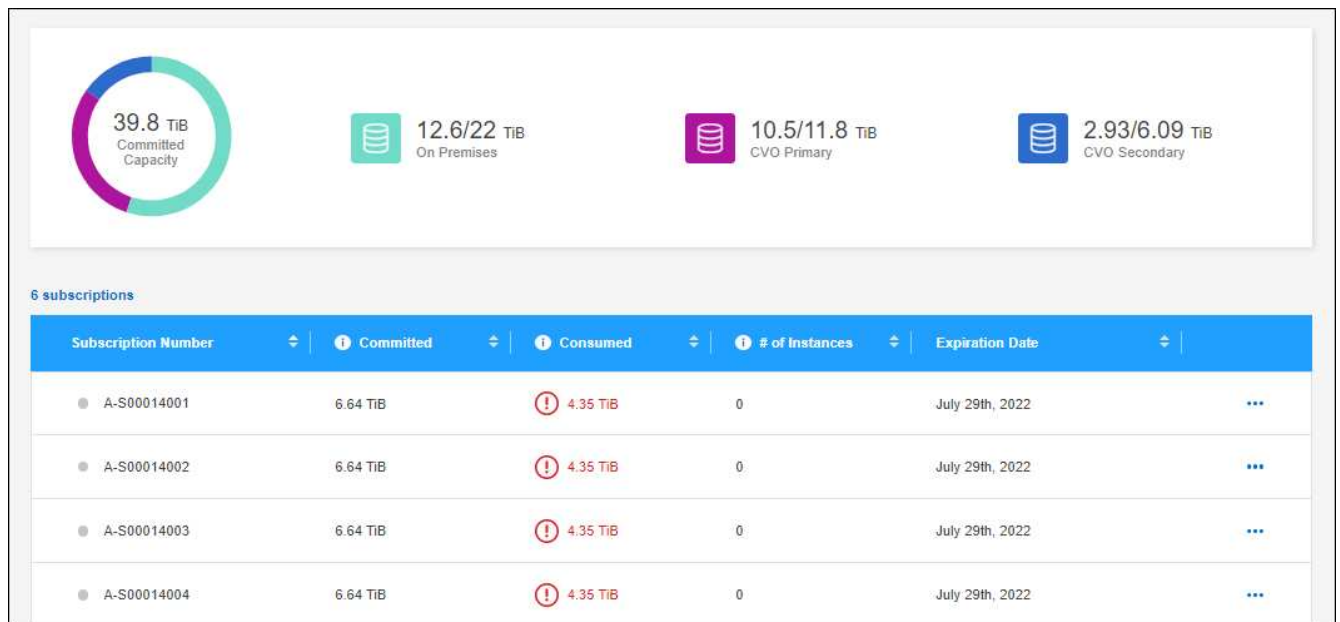 39.8 TiB
Committed
Capacity
12.6/22 TiB
On Premises
10.5/11.8 TiB
CVO Primary
2.93/6.09 TiB
CVO Secondary
6 subscriptions
Subscription Number Committed Consumed # of Instances Expiration Date
A-S00014001 6.64 TiB 4.35 TiB 0 July 29th, 2022
A-S00014002 6.64 TiB 4.35 TiB 0 July 29th, 2022
A-S00014003 6.64 TiB 4.35 TiB 0 July 29th, 2022
A-S00014004 6.64 TiB 4.35 TiB 0 July 29th, 2022